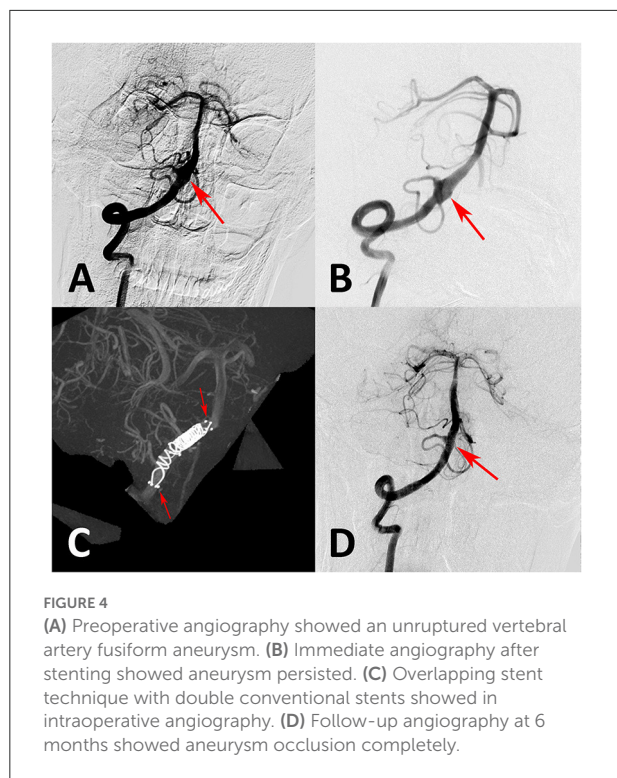 A
B
C
D
FIGURE 4
(A) Preoperative angiography showed an unruptured vertebral
artery fusiform aneurysm. (B) Immediate angiography after
stenting showed aneurysm persisted. (C) Overlapping stent
technique with double conventional stents showed in
intraoperative angiography. (D) Follow-up angiography at 6
months showed aneurysm occlusion completely.